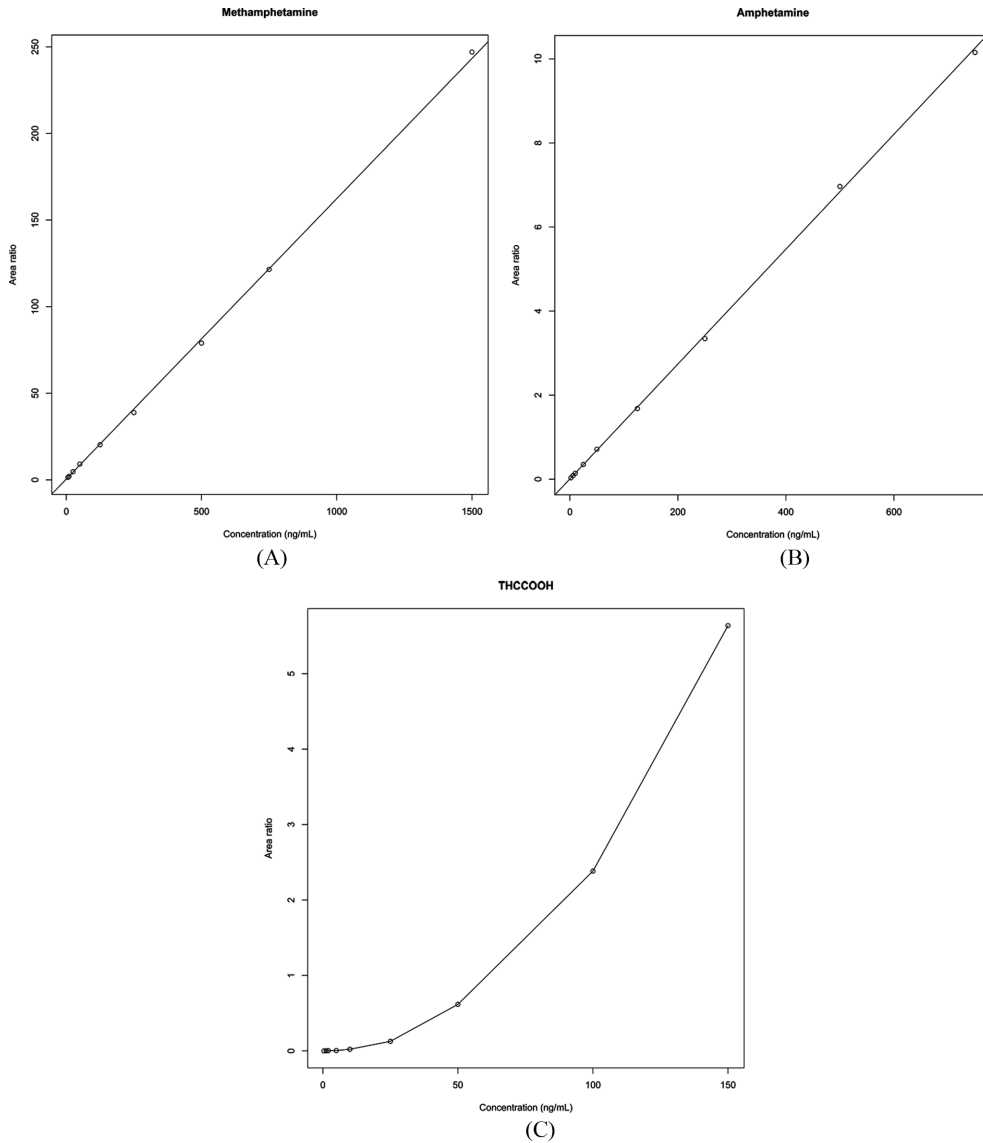 Methamphetamine
Area ratio
250
200
150
100
50
0
0 500 1000 1500
Concentration (ng/mL)
(A)
Amphetamine
Area ratio
10
8
6
4
2
0
0 200 400 600
Concentration (ng/mL)
(B)
THCCOOH
Area ratio
5
4
3
2
1
0
0 50 100 150
Concentration (ng/mL)
(C)